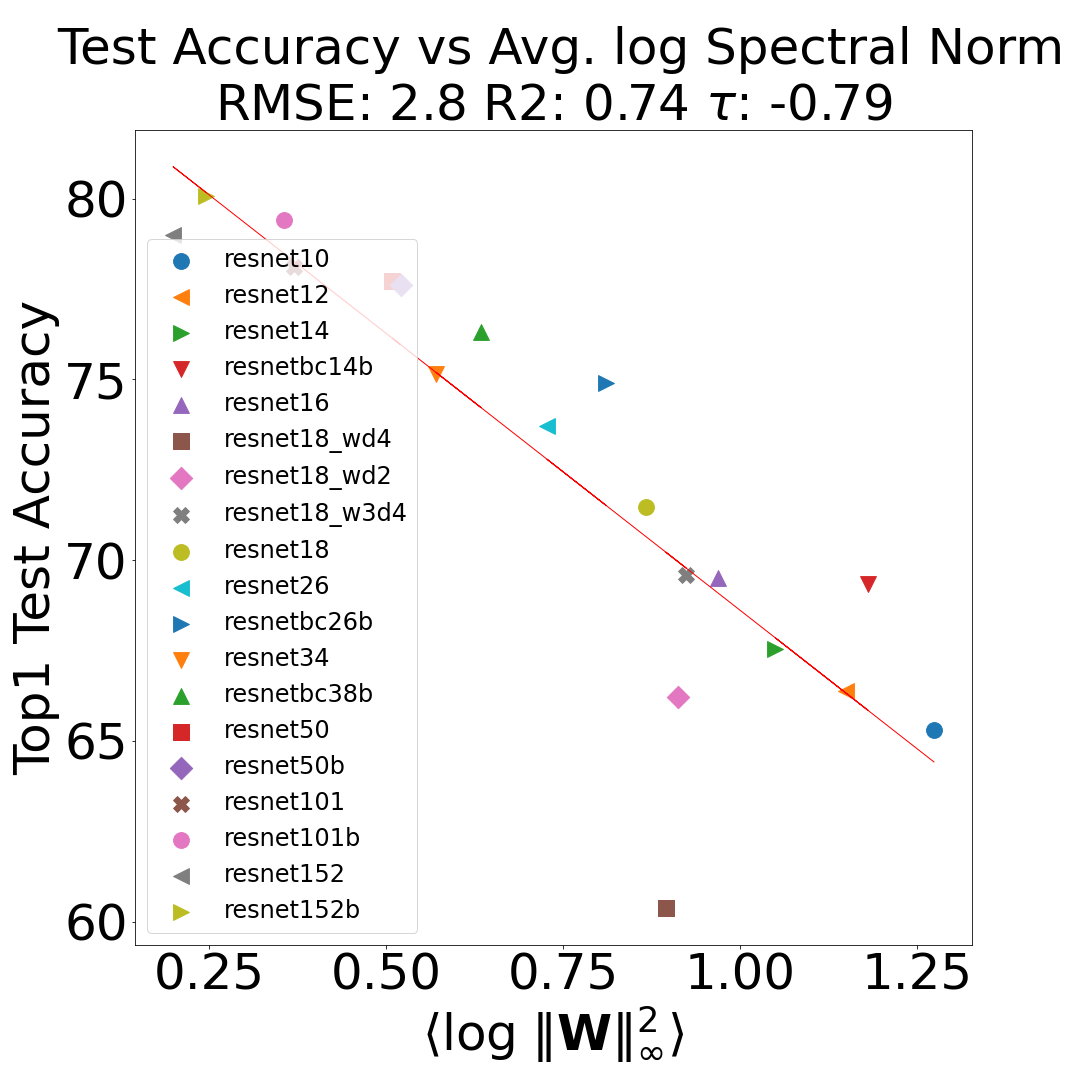 Test Accuracy vs Avg. log Spectral Norm
RMSE: 2.8 R2: 0.74 τ: -0.79
Top1 Test Accuracy
80
75
70
65
60
resnet10
resnet12
resnet14
resnetbc14b
resnet16
resnet18_wd4
resnet18_wd2
resnet18_w3d4
resnet18
resnet26
resnetbc26b
resnet34
resnetbc38b
resnet50
resnet50b
resnet101
resnet101b
resnet152
resnet152b
0.25 0.50 0.75 1.00 1.25
⟨log ‖W‖²∞⟩